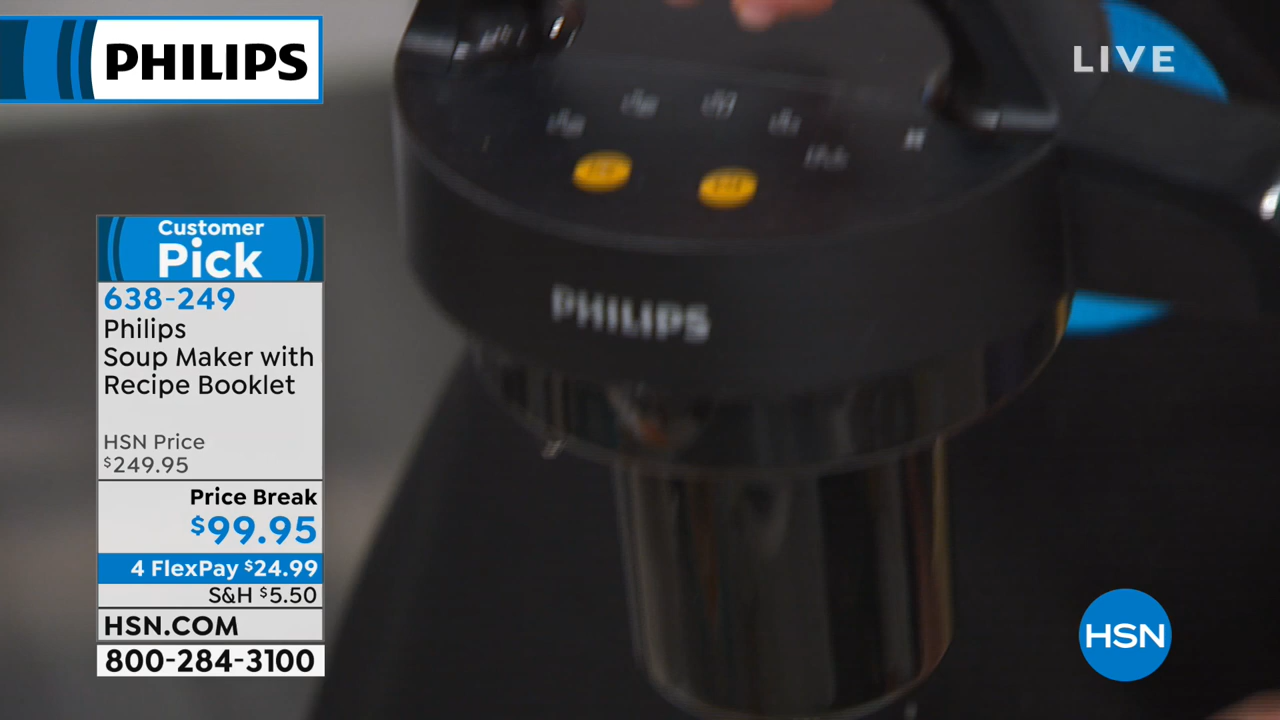 PHILIPS
LIVE
Customer
Pick
638-249
Philips
Soup Maker with
Recipe Booklet
HSN Price
$249.95
Price Break
$99.95
4 FlexPay $24.99
S&H $5.50
HSN.COM
800-284-3100
PHILIPS
HSN